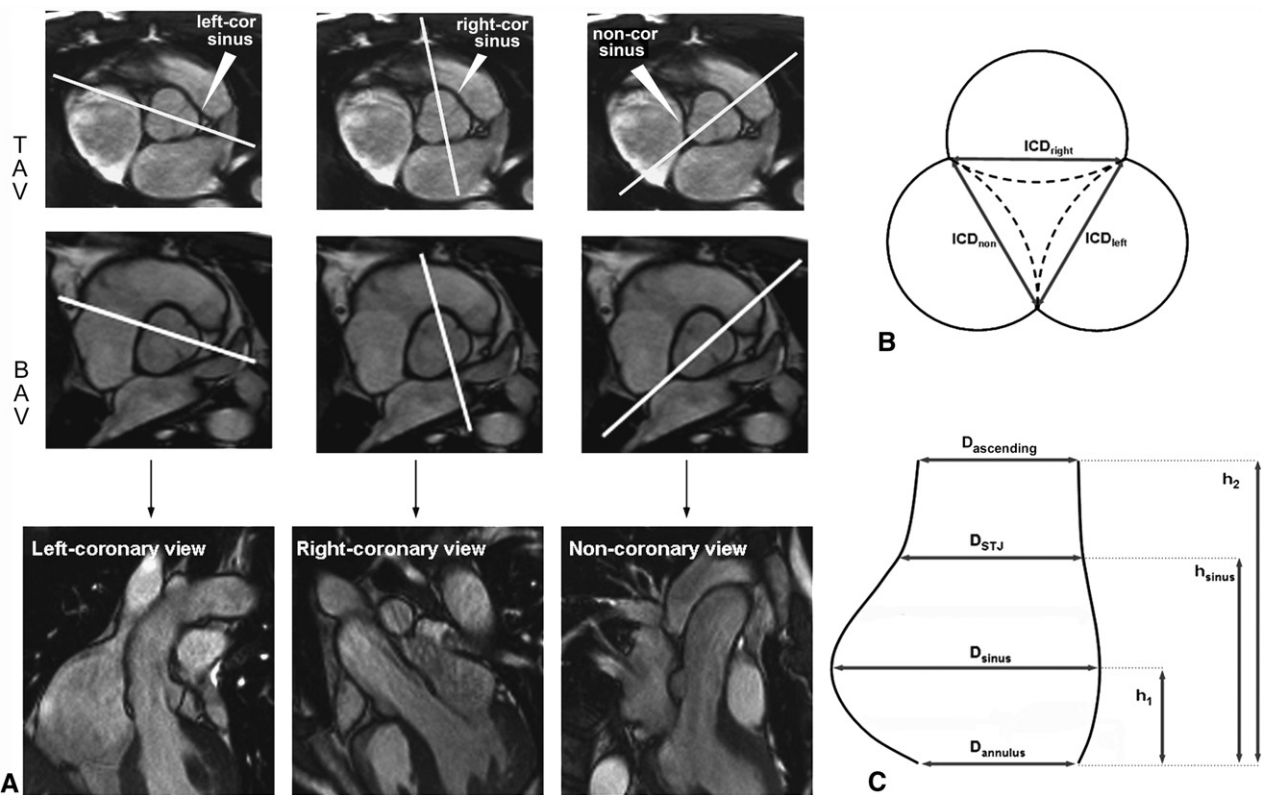 left-cor
sinus
right-cor
sinus
non-cor
sinus
T
A
V
B
A
V
Left-coronary view
Right-coronary view
Non-coronary view
A
ICDright
ICDnon
ICDleft
B
Dascending
h2
DSTJ
hsinus
Dsinus
h1
Dannulus
C